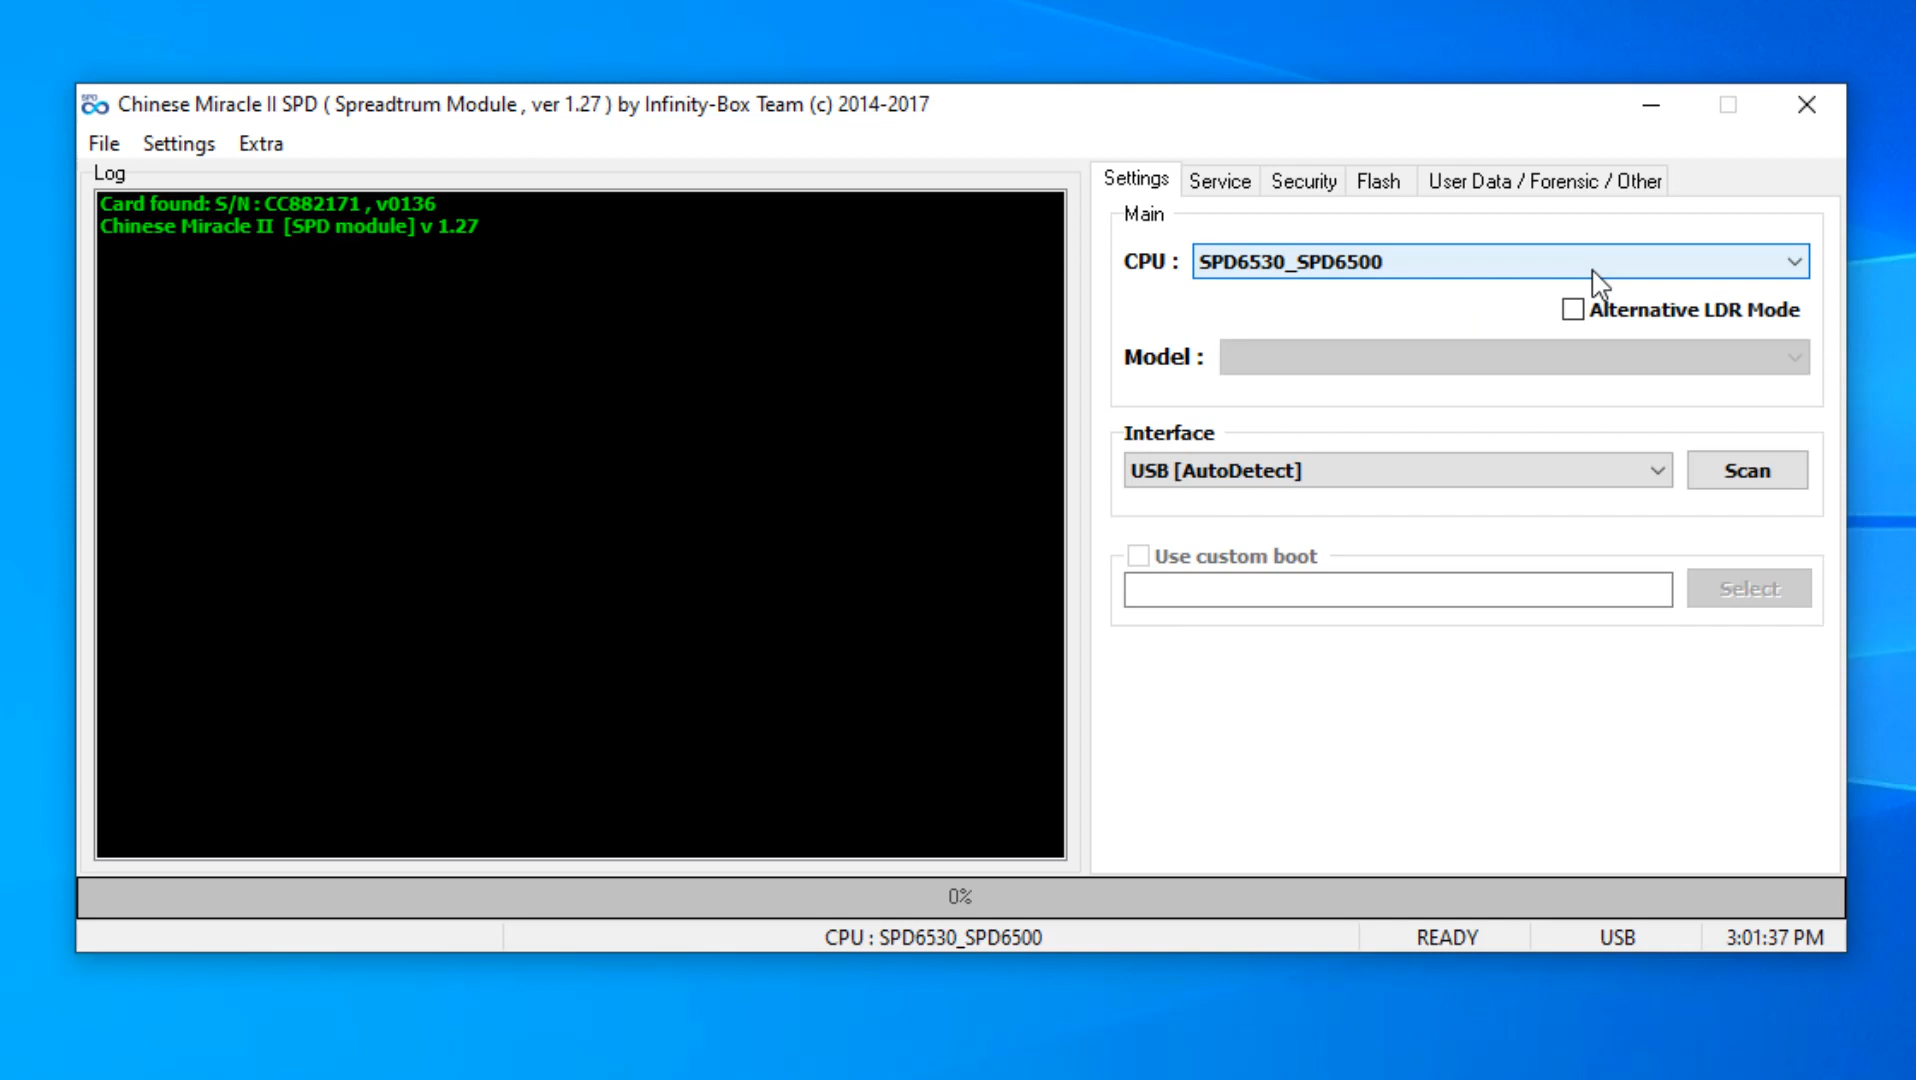 SPD
Chinese Miracle II SPD ( Spreadtrum Module , ver 1.27 ) by Infinity-Box Team (c) 2014-2017
File Settings Extra
Log
Card found: S/N : CC882171 , v0136
Chinese Miracle II [SPD module] v 1.27
Settings Service Security Flash User Data / Forensic / Other
Main
CPU : SPD6530_SPD6500
Alternative LDR Mode
Model :
Interface
USB [AutoDetect] Scan
Use custom boot
Select
0%
CPU : SPD6530_SPD6500 READY USB 3:01:37 PM